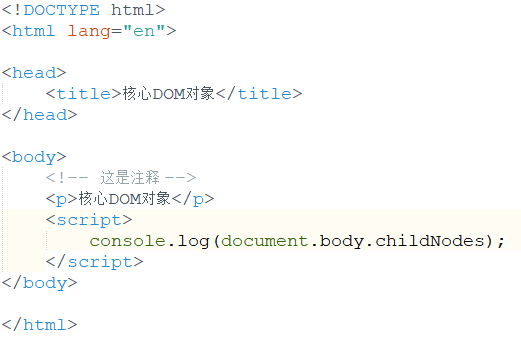 <!DOCTYPE html>
<html lang="en">
<head>
<title>核心DOM对象</title>
</head>
<body>
<!-- 这是注释 -->
<p>核心DOM对象</p>
<script>
console.log(document.body.childNodes);
</script>
</body>
</html>